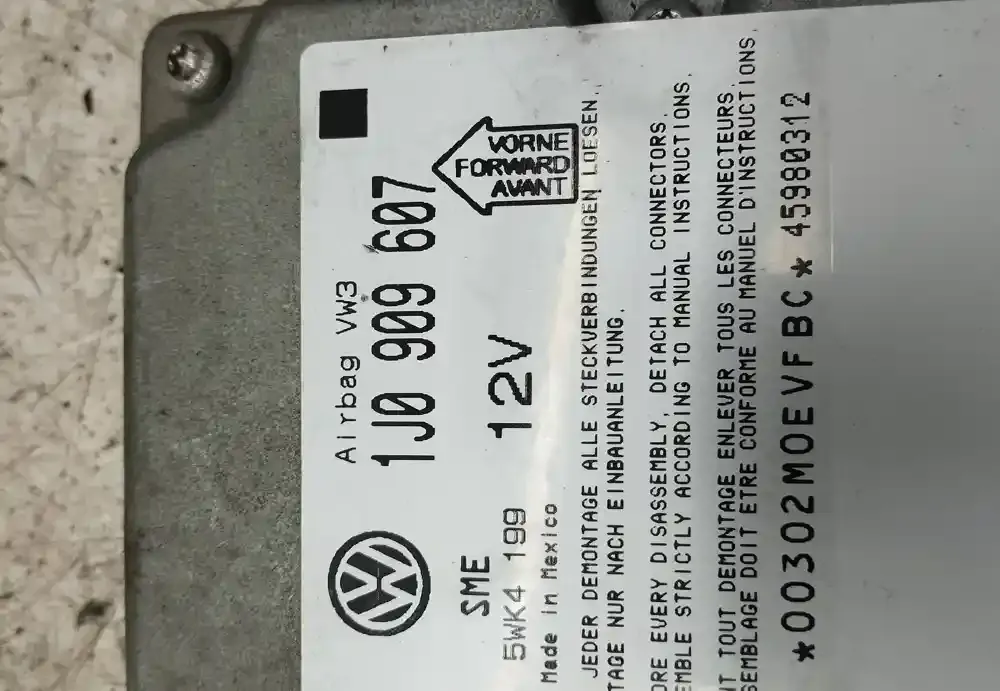 Airbag VW3
1J0 909 607
VORNE
FORWARD
AVANT
SME
12V
5WK4 199
Made in Mexico
JEDER DEMONTAGE ALLE STECKVERBINDUNGEN LOESEN.
TAGE NUR NACH EINBAUANLEITUNG.
ORE EVERY DISASSEMBLY, DETACH ALL CONNECTORS.
EMBLE STRICTLY ACCORDING TO MANUAL INSTRUCTIONS.
NT TOUT DEMONTAGE ENLEVER TOUS LES CONNECTEURS.
SEMBLAGE DOIT ETRE CONFORME AU MANUEL D'INSTRUCTIONS.
*00302M0EVFBC* 45980312